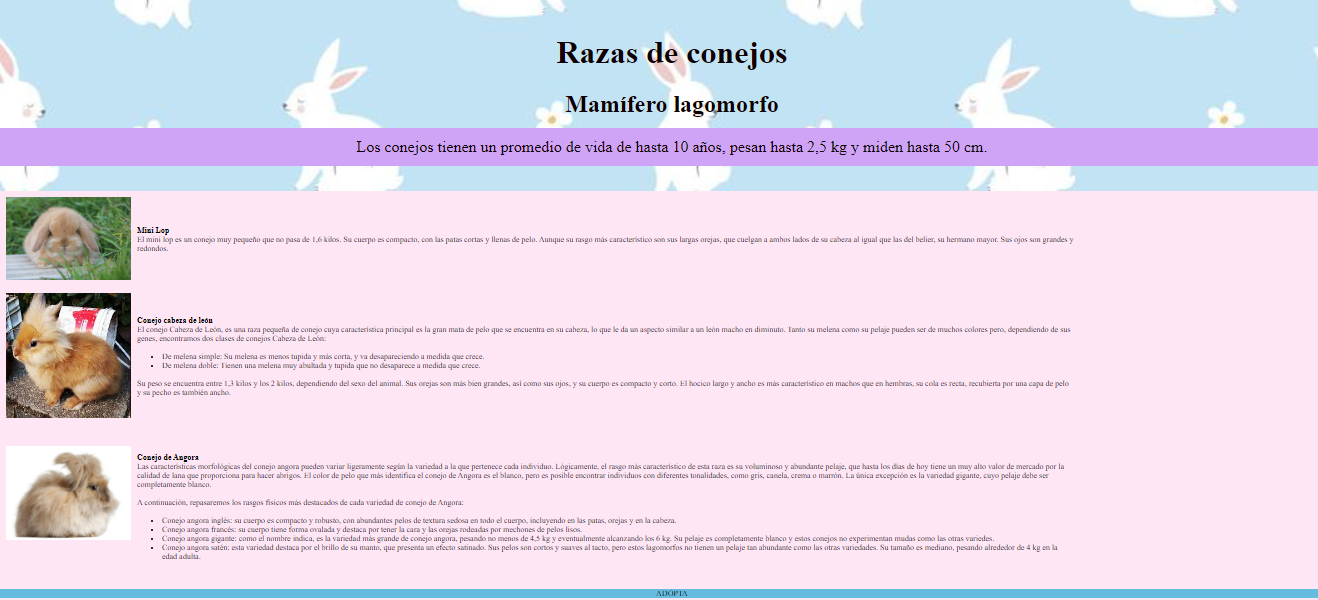 Razas de conejos
Mamífero lagomorfo
Los conejos tienen un promedio de vida de hasta 10 años, pesan hasta 2,5 kg y miden hasta 50 cm.
Mini Lop
El mini lop es un conejo muy pequeño que no pasa de 1,6 kilos. Su cuerpo es compacto, con las patas cortas y llenas de pelo. Aunque su rasgo más característico son sus largas orejas, que cuelgan a ambos lados de su cabeza al igual que las del belier, su hermano mayor. Sus ojos son grandes y
redondos.
Conejo cabeza de león
El conejo Cabeza de León, es una raza pequeña de conejo cuya característica principal es la gran mata de pelo que se encuentra en su cabeza, lo que le da un aspecto similar a un león macho en diminuto. Tanto su melena como su pelaje pueden ser de muchos colores pero, dependiendo de sus
genes, encontramos dos clases de conejos Cabeza de León:
• De melena simple: Su melena es menos tupida y más corta, y va desapareciendo a medida que crece.
• De melena doble: Tienen una melena muy abultada y tupida que no desaparece a medida que crece.
Su peso se encuentra entre 1,3 kilos y los 2 kilos, dependiendo del sexo del animal. Sus orejas son más bien grandes, así como sus ojos, y su cuerpo es compacto y corto. El hocico largo y ancho es más característico en machos que en hembras, su cola es recta, recubierta por una capa de pelo
y su pecho es también ancho.
Conejo de Angora
Las características morfológicas del conejo angora pueden variar ligeramente según la variedad a la que pertenece cada individuo. Lógicamente, el rasgo más característico de esta raza es su voluminoso y abundante pelaje, que hasta los días de hoy tiene un muy alto valor de mercado por la
calidad de lana que proporciona para hacer abrigos. El color de pelo que más identifica el conejo de Angora es el blanco, pero es posible encontrar individuos con diferentes tonalidades, como gris, canela, crema o marrón. La única excepción es la variedad gigante, cuyo pelaje debe ser
completamente blanco.
A continuación, repasaremos los rasgos físicos más destacados de cada variedad de conejo de Angora:
• Conejo angora inglés: su cuerpo es compacto y robusto, con abundantes pelos de textura sedosa en todo el cuerpo, incluyendo en las patas, orejas y en la cabeza.
• Conejo angora francés: su cuerpo tiene forma ovalada y destaca por tener la cara y las orejas rodeadas por mechones de pelos lisos.
• Conejo angora gigante: como el nombre indica, es la variedad más grande de conejo angora, pesando no menos de 4,5 kg y eventualmente alcanzando los 6 kg. Su pelaje es completamente blanco y estos conejos no experimentan mudas como las otras variedes.
• Conejo angora satén: esta variedad destaca por el brillo de su manto, que presenta un efecto satinado. Sus pelos son cortos y suaves al tacto, pero estos lagomorfos no tienen un pelaje tan abundante como las otras variedades. Su tamaño es mediano, pesando alrededor de 4 kg en la
edad adulta.
ADOPTA